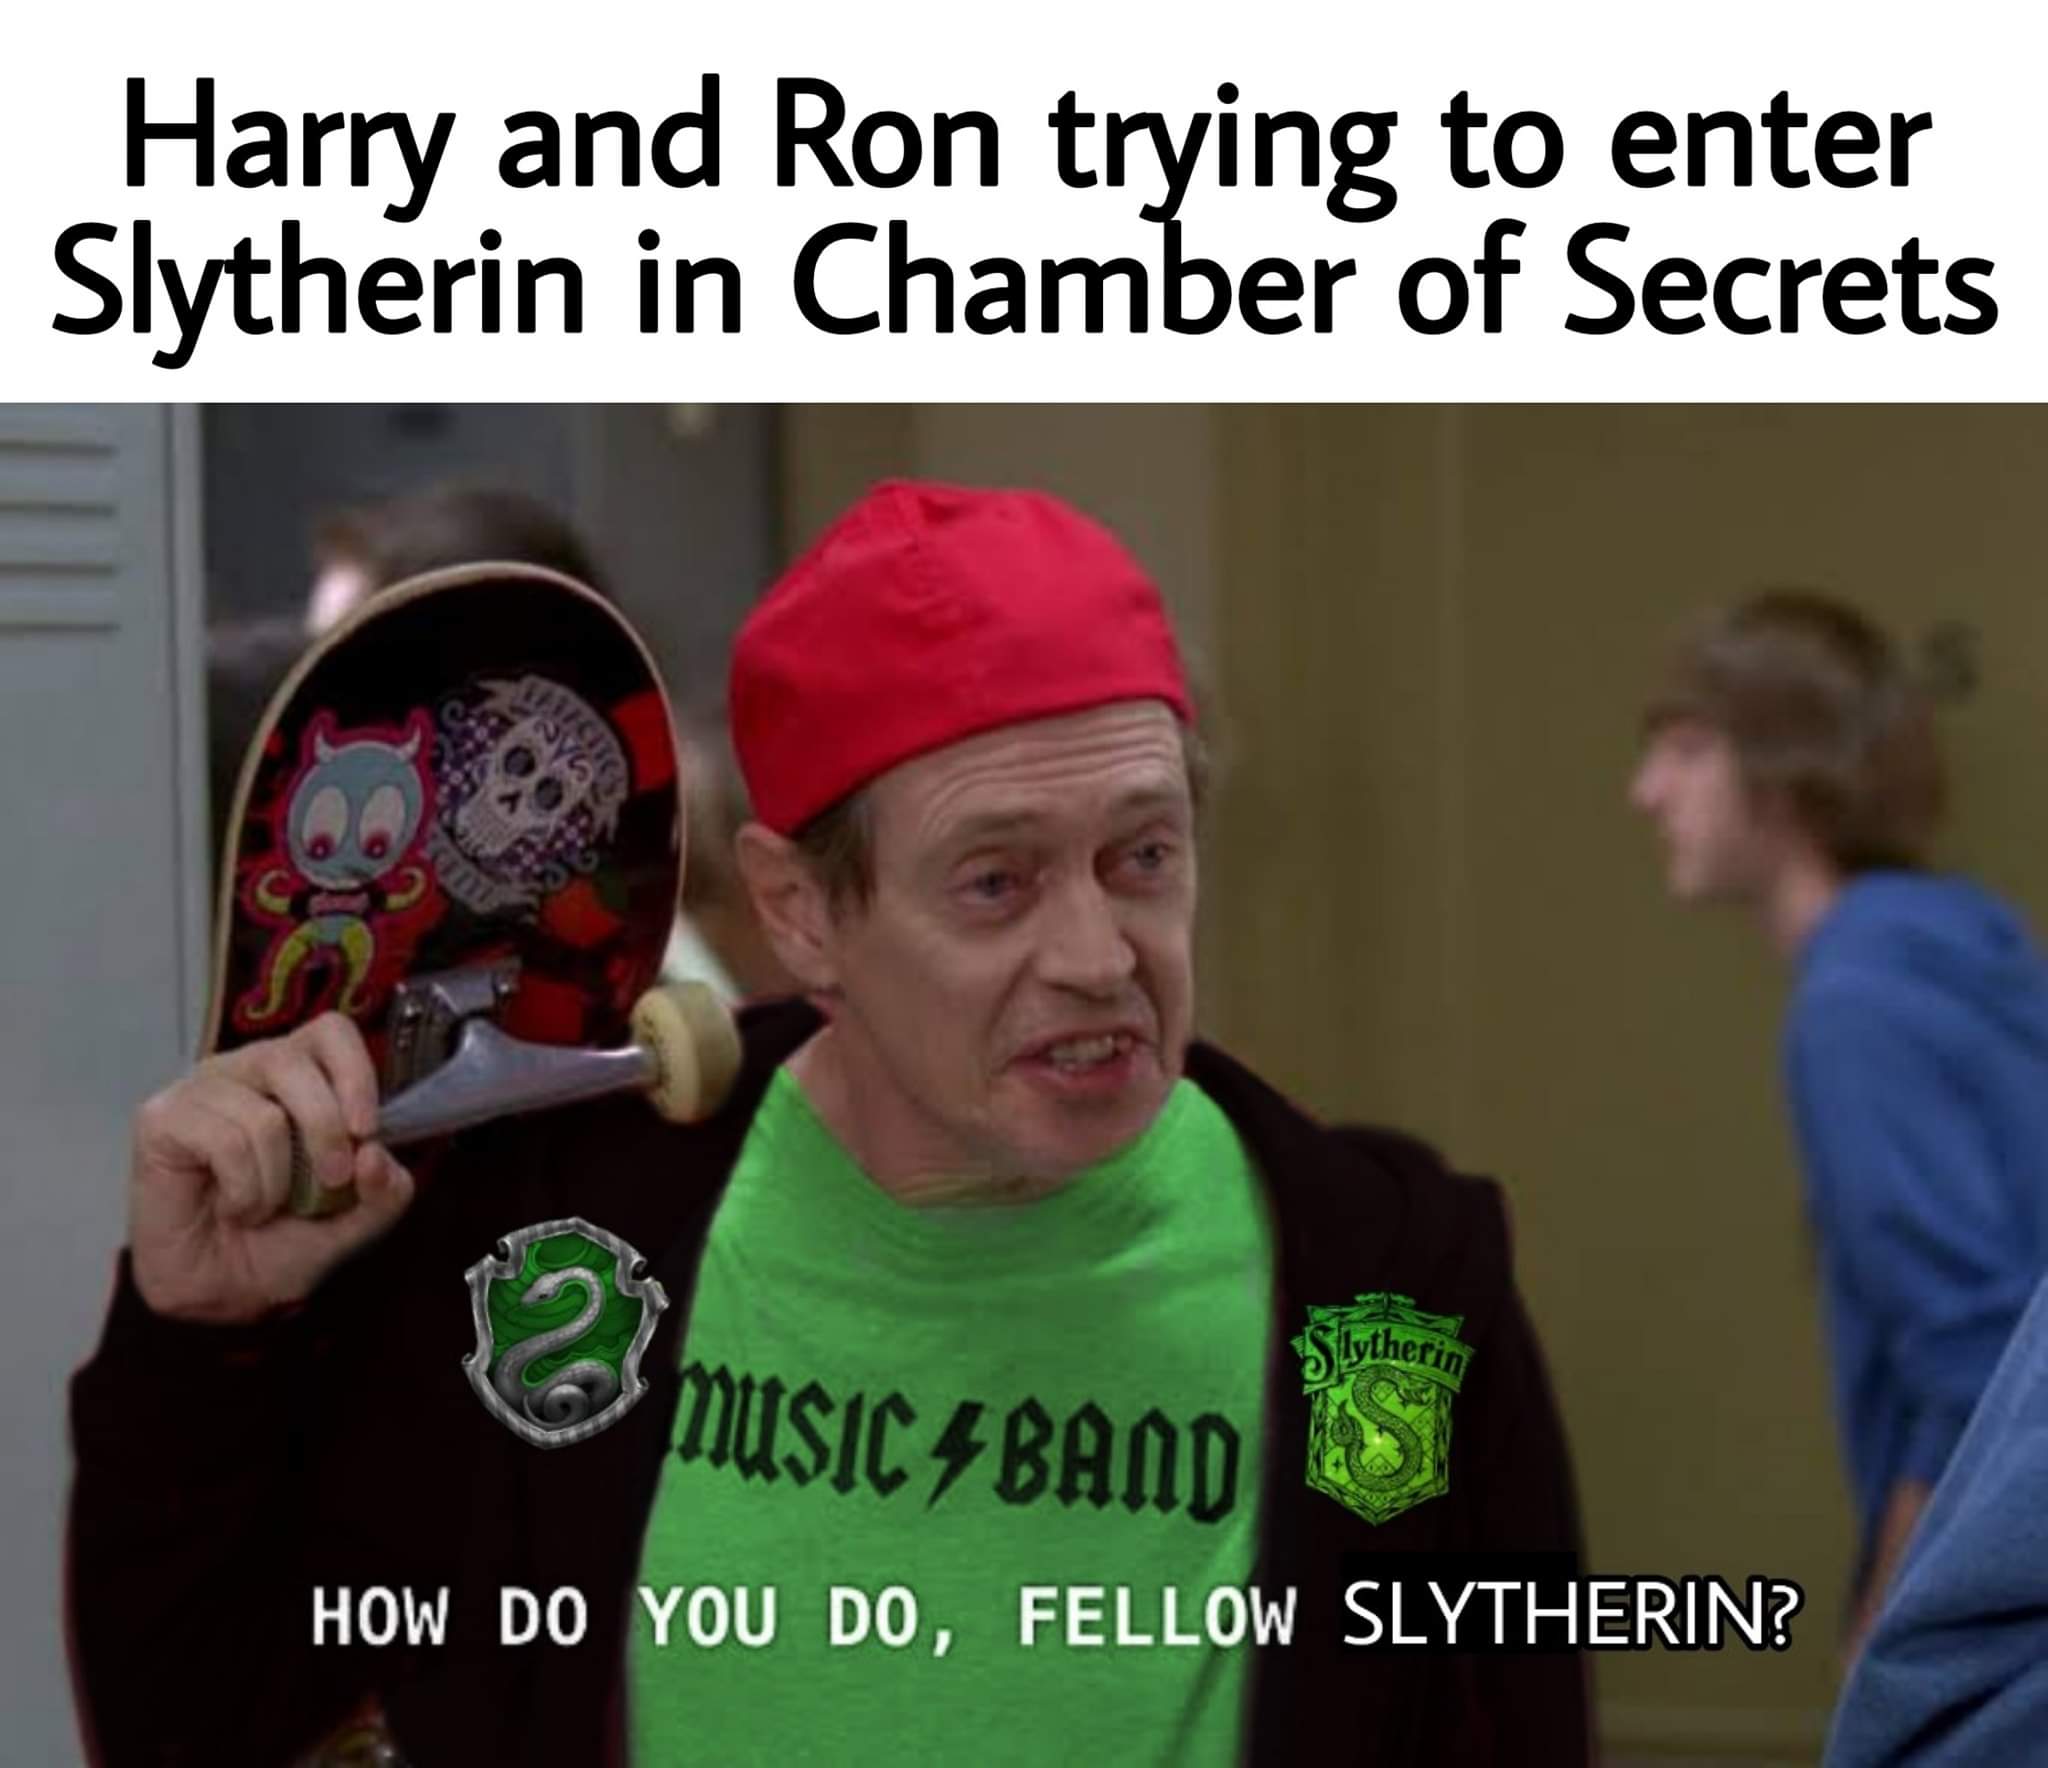 Harry and Ron trying to enter
Slytherin in Chamber of Secrets
Slytherin
MUSIC BAND
HOW DO YOU DO, FELLOW SLYTHERIN?